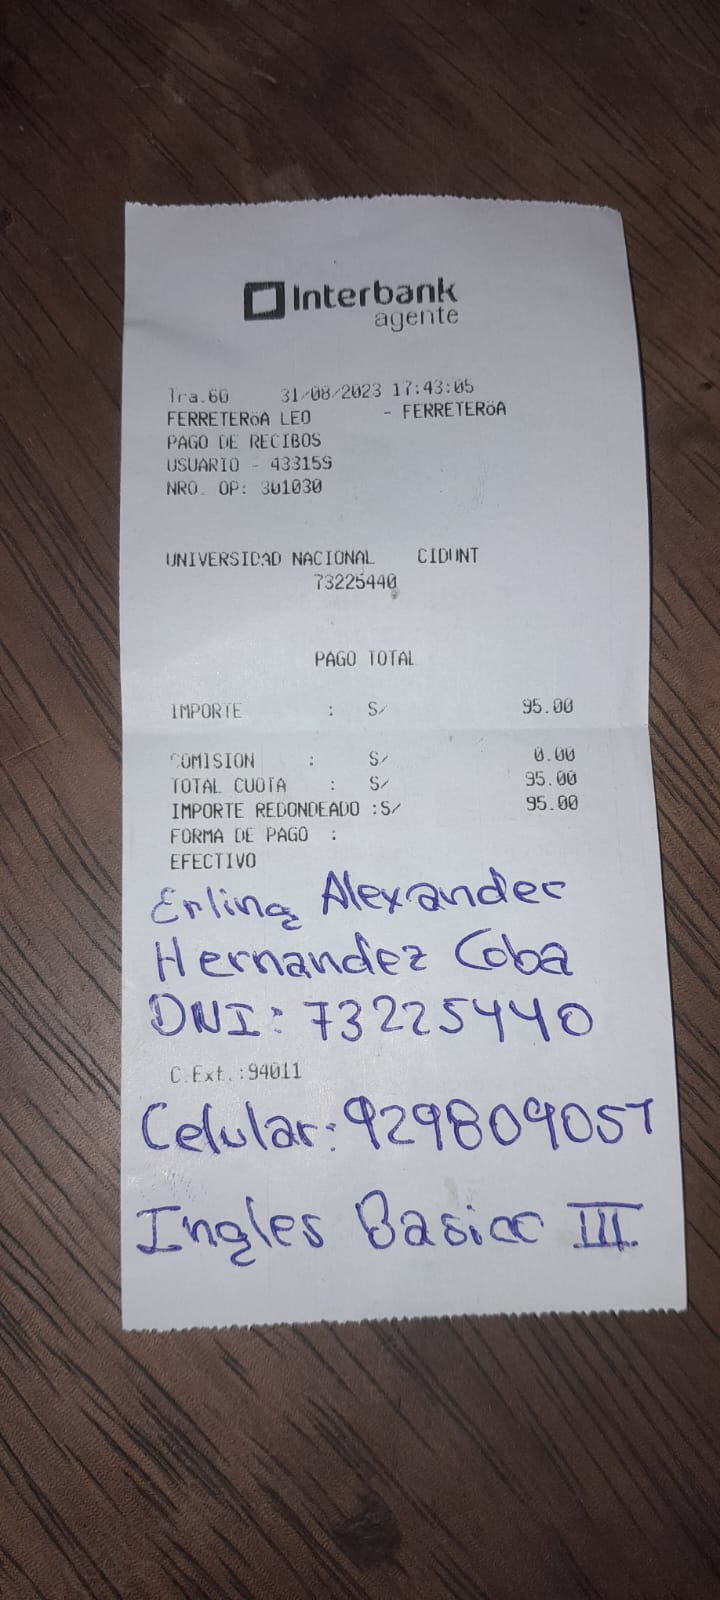 Interbank
agente
Tra.60 31/08/2023 17:43:05
FERRETERöA LEO - FERRETERöA
PAGO DE RECIBOS
USUARIO - 433159
NRO. OP: 301030
UNIVERSIDAD NACIONAL CIDUNT
73225440
PAGO TOTAL
IMPORTE : S/ 95.00
COMISION : S/ 0.00
TOTAL CUOTA : S/ 95.00
IMPORTE REDONDEADO :S/ 95.00
FORMA DE PAGO :
EFECTIVO
Erling Alexander
Hernandez Coba
DNI: 73225440
C.Ext.:94011
Celular: 929809057
Ingles Basico III